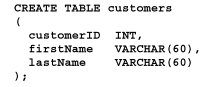 CREATE TABLE customers
(
  customerID  INT,
  firstName   VARCHAR(60),
  lastName    VARCHAR(60)
);